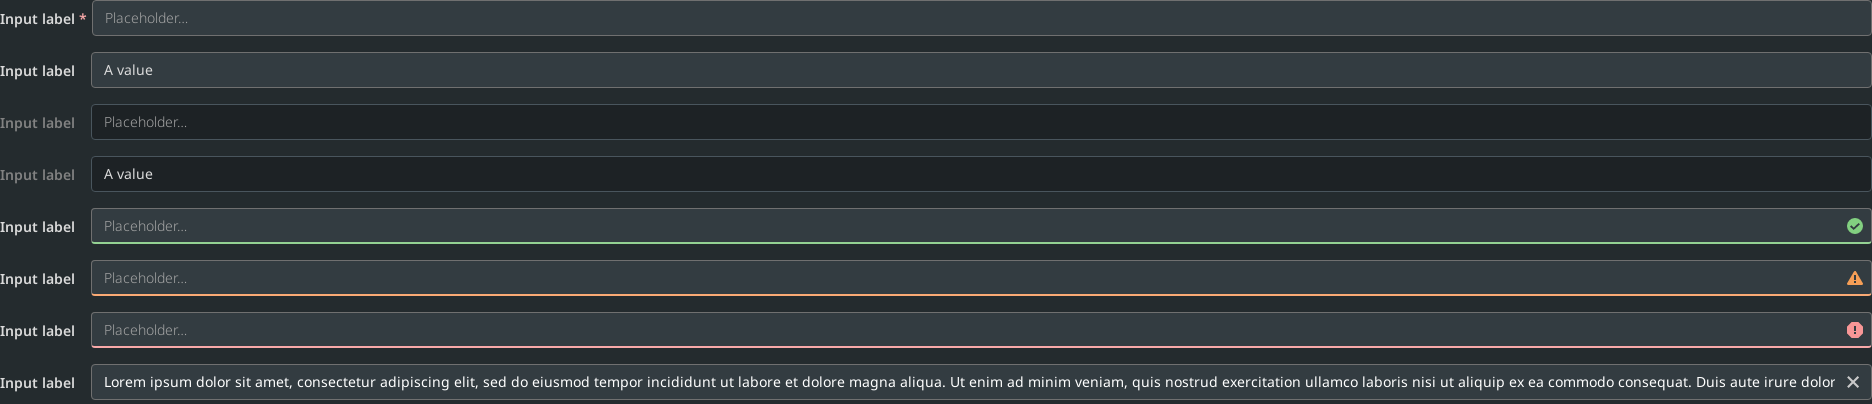 Input label * Placeholder...
Input label A value
Input label Placeholder...
Input label A value
Input label Placeholder...
Input label Placeholder...
Input label Placeholder...
Input label Lorem ipsum dolor sit amet, consectetur adipiscing elit, sed do eiusmod tempor incididunt ut labore et dolore magna aliqua. Ut enim ad minim veniam, quis nostrud exercitation ullamco laboris nisi ut aliquip ex ea commodo consequat. Duis aute irure dolor